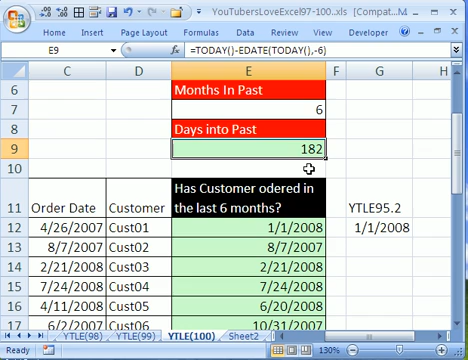 YouTubersLoveExcel97-100...xls [Compat...
Home Insert Page Layout Formulas Data Review View Developer
E9 fx =TODAY()-EDATE(TODAY(),-6)
C D E F G H
6 Months In Past
7 6
8 Days into Past
9 182
10
11 Order Date Customer Has Customer odered in the last 6 months? YTLE95.2
12 4/26/2007 Cust01 1/1/2008 1/1/2008
13 8/7/2007 Cust02 8/7/2007
14 2/21/2008 Cust03 2/21/2008
15 7/24/2008 Cust04 7/24/2008
16 4/11/2008 Cust05 6/20/2008
17 6/2/2007 Cust06 10/31/2007
YTLE(98) YTLE(99) YTLE(100) Sheet2
Ready 130%